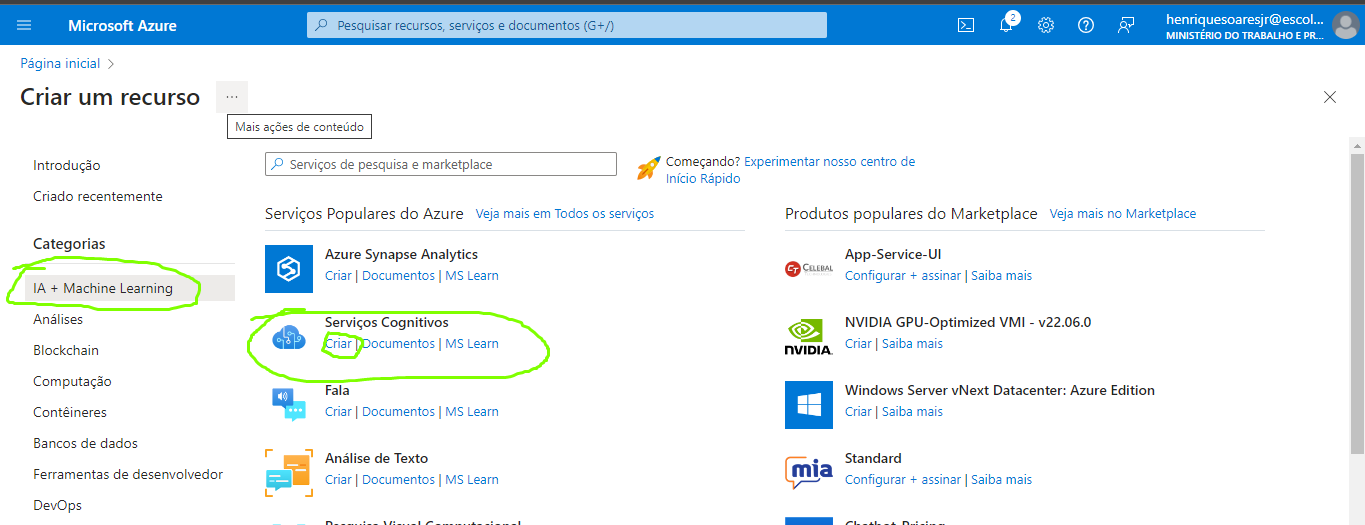 Microsoft Azure
Pesquisar recursos, serviços e documentos (G+/)
2
henriquesoaresjr@escol...
MINISTÉRIO DO TRABALHO E PR...
Página inicial
Criar um recurso
...
Mais ações de conteúdo
Introdução
Criado recentemente
Categorias
IA + Machine Learning
Análises
Blockchain
Computação
Contêineres
Bancos de dados
Ferramentas de desenvolvedor
DevOps
Serviços de pesquisa e marketplace
Começando? Experimentar nosso centro de
Início Rápido
Serviços Populares do Azure Veja mais em Todos os serviços
Azure Synapse Analytics
Criar | Documentos | MS Learn
Serviços Cognitivos
Criar | Documentos | MS Learn
Fala
Criar | Documentos | MS Learn
Análise de Texto
Criar | Documentos | MS Learn
Pesquisa Visual Computacional
Produtos populares do Marketplace Veja mais no Marketplace
CT CELEBAL
App-Service-UI
Configurar + assinar | Saiba mais
NVIDIA.
NVIDIA GPU-Optimized VMI - v22.06.0
Criar | Saiba mais
Windows Server vNext Datacenter: Azure Edition
Criar | Saiba mais
mia
Standard
Configurar + assinar | Saiba mais
Chatbot-Pricing